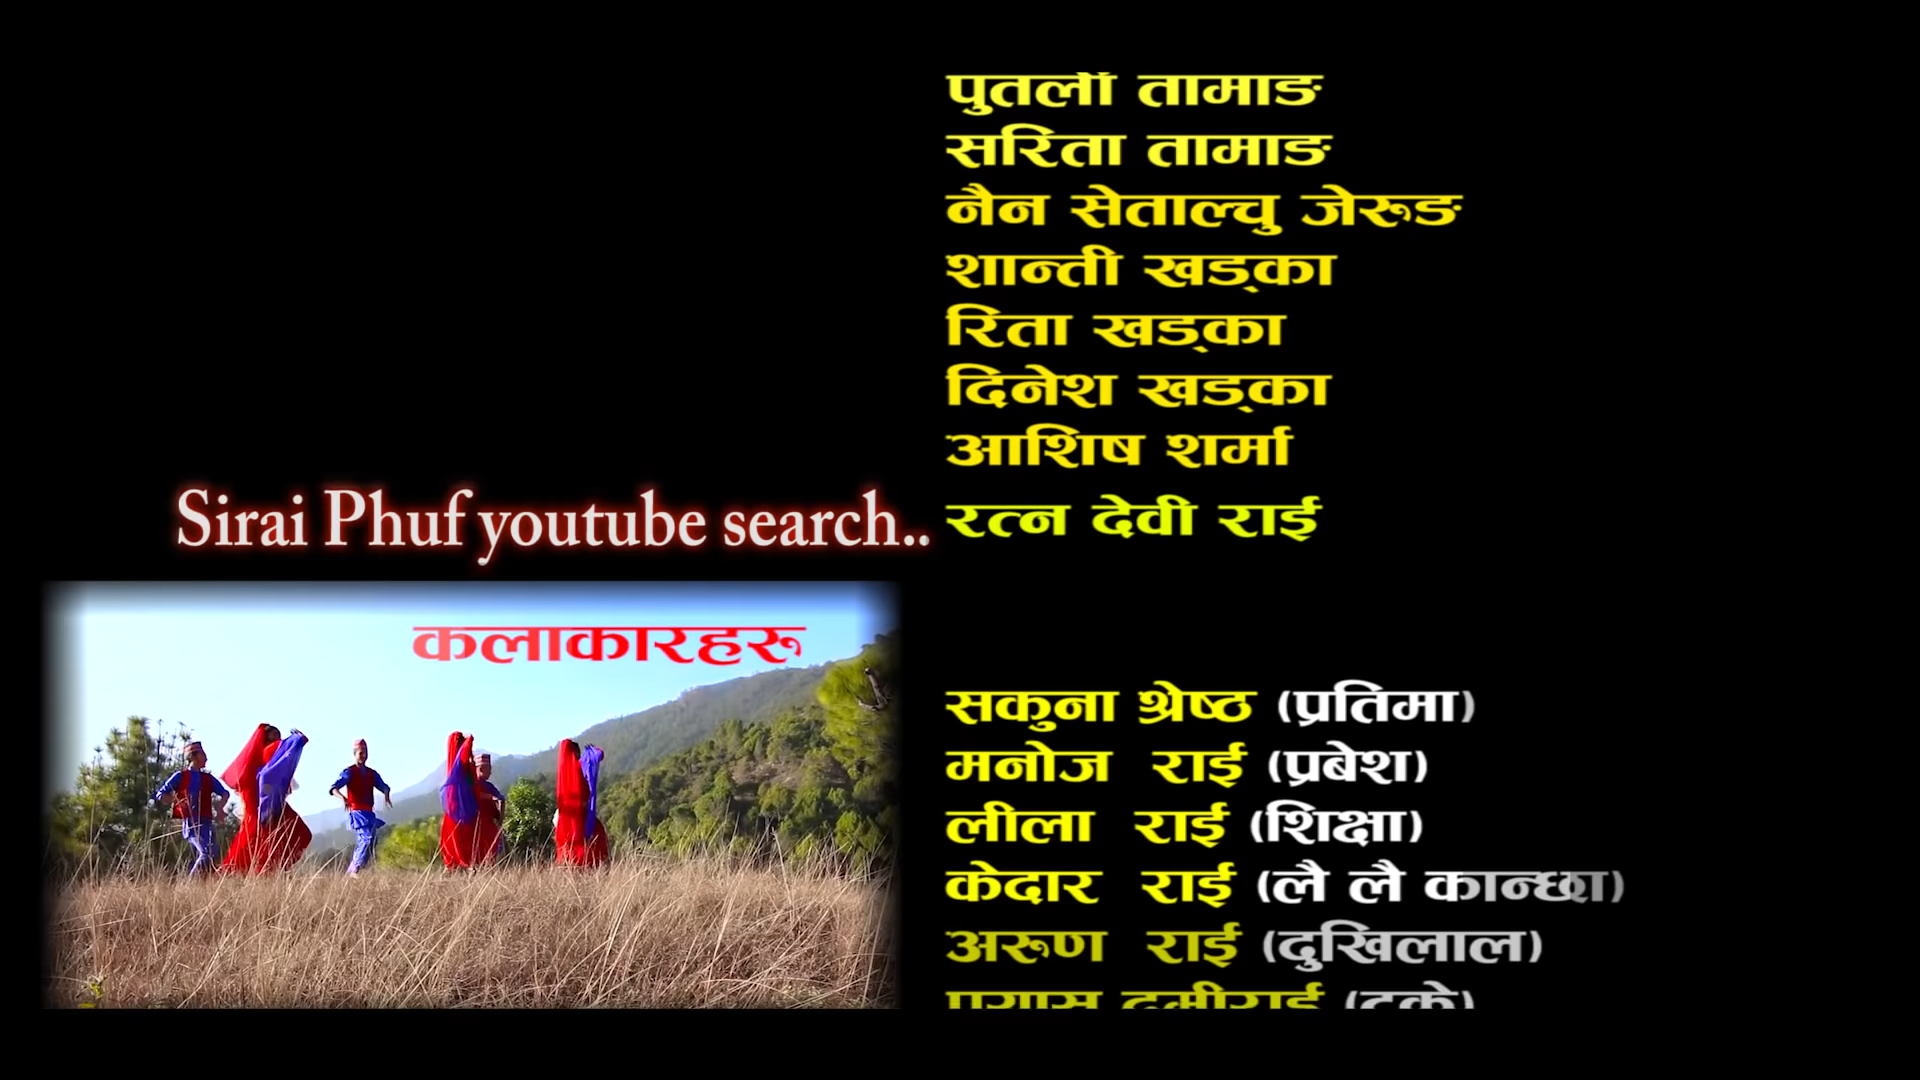 पुतली तामाङ
सरिता तामाङ
नैन सेताल्चु जेरूङ
शान्ती खड्का
रिता खड्का
दिनेश खड्का
आशिष शर्मा
रत्न देवी राई
Sirai Phuf youtube search..
कलाकारहरू
सकुना श्रेष्ठ (प्रतिमा)
मनोज राई (प्रबेश)
लीला राई (शिक्षा)
केदार राई (लै लै कान्छा)
अरूण राई (दुखिलाल)